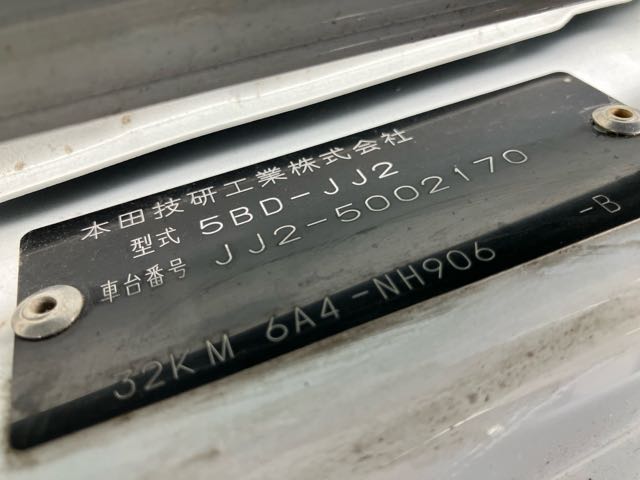 本田技研工業株式会社
型式 5BD-JJ2
車台番号 JJ2-5002170
32KM 6A4-NH906 -B